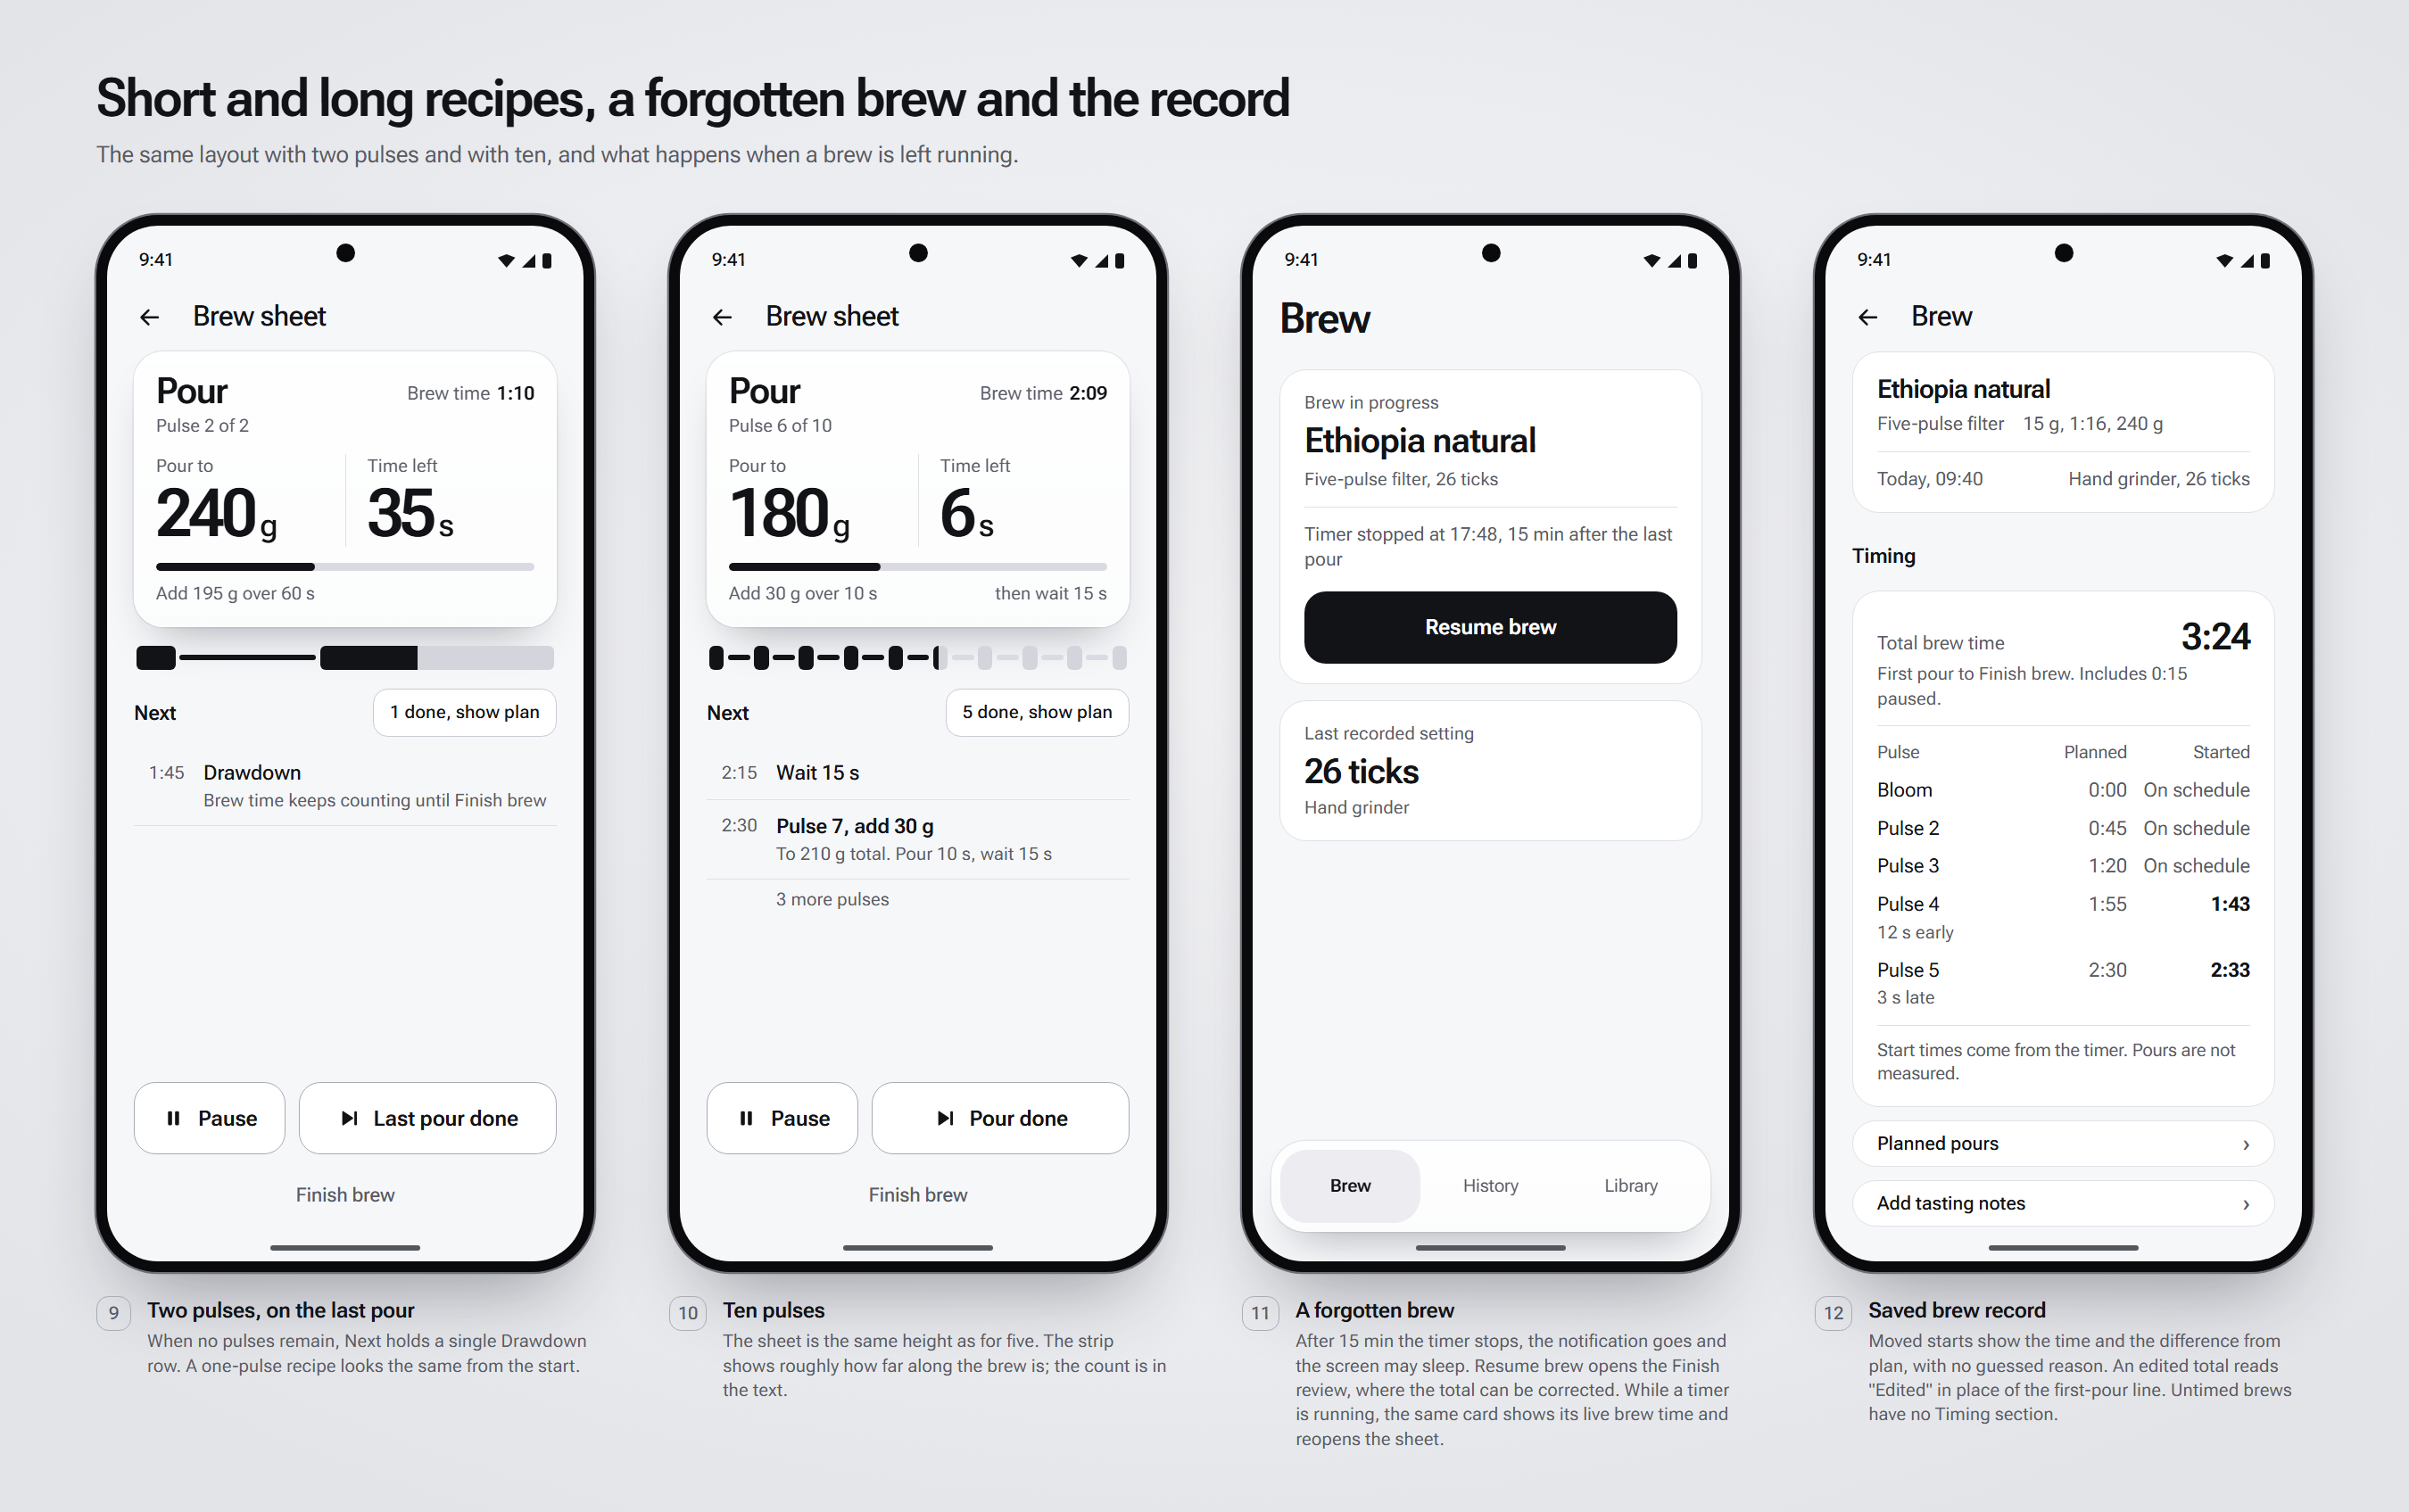 Short and long recipes, a forgotten brew and the record
The same layout with two pulses and with ten, and what happens when a brew is left running.
9:41
Brew sheet
Pour
Brew time 1:10
Pulse 2 of 2
Pour to
Time left
240 g
35 s
Add 195 g over 60 s
Next
1 done, show plan
1:45
Drawdown
Brew time keeps counting until Finish brew
Pause
Last pour done
Finish brew
9
Two pulses, on the last pour
When no pulses remain, Next holds a single Drawdown
row. A one-pulse recipe looks the same from the start.
9:41
Brew sheet
Pour
Brew time 2:09
Pulse 6 of 10
Pour to
Time left
180 g
6 s
Add 30 g over 10 s
then wait 15 s
Next
5 done, show plan
2:15
Wait 15 s
2:30
Pulse 7, add 30 g
To 210 g total. Pour 10 s, wait 15 s
3 more pulses
Pause
Pour done
Finish brew
10
Ten pulses
The sheet is the same height as for five. The strip
shows roughly how far along the brew is; the count is in
the text.
9:41
Brew
Brew in progress
Ethiopia natural
Five-pulse filter, 26 ticks
Timer stopped at 17:48, 15 min after the last
pour
Resume brew
Last recorded setting
26 ticks
Hand grinder
Brew
History
Library
11
A forgotten brew
After 15 min the timer stops, the notification goes and
the screen may sleep. Resume brew opens the Finish
review, where the total can be corrected. While a timer
is running, the same card shows its live brew time and
reopens the sheet.
9:41
Brew
Ethiopia natural
Five-pulse filter 15 g, 1:16, 240 g
Today, 09:40
Hand grinder, 26 ticks
Timing
Total brew time
3:24
First pour to Finish brew. Includes 0:15
paused.
Pulse Planned Started
Bloom 0:00 On schedule
Pulse 2 0:45 On schedule
Pulse 3 1:20 On schedule
Pulse 4 1:55 1:43
12 s early
Pulse 5 2:30 2:33
3 s late
Start times come from the timer. Pours are not
measured.
Planned pours
Add tasting notes
12
Saved brew record
Moved starts show the time and the difference from
plan, with no guessed reason. An edited total reads
"Edited" in place of the first-pour line. Untimed brews
have no Timing section.